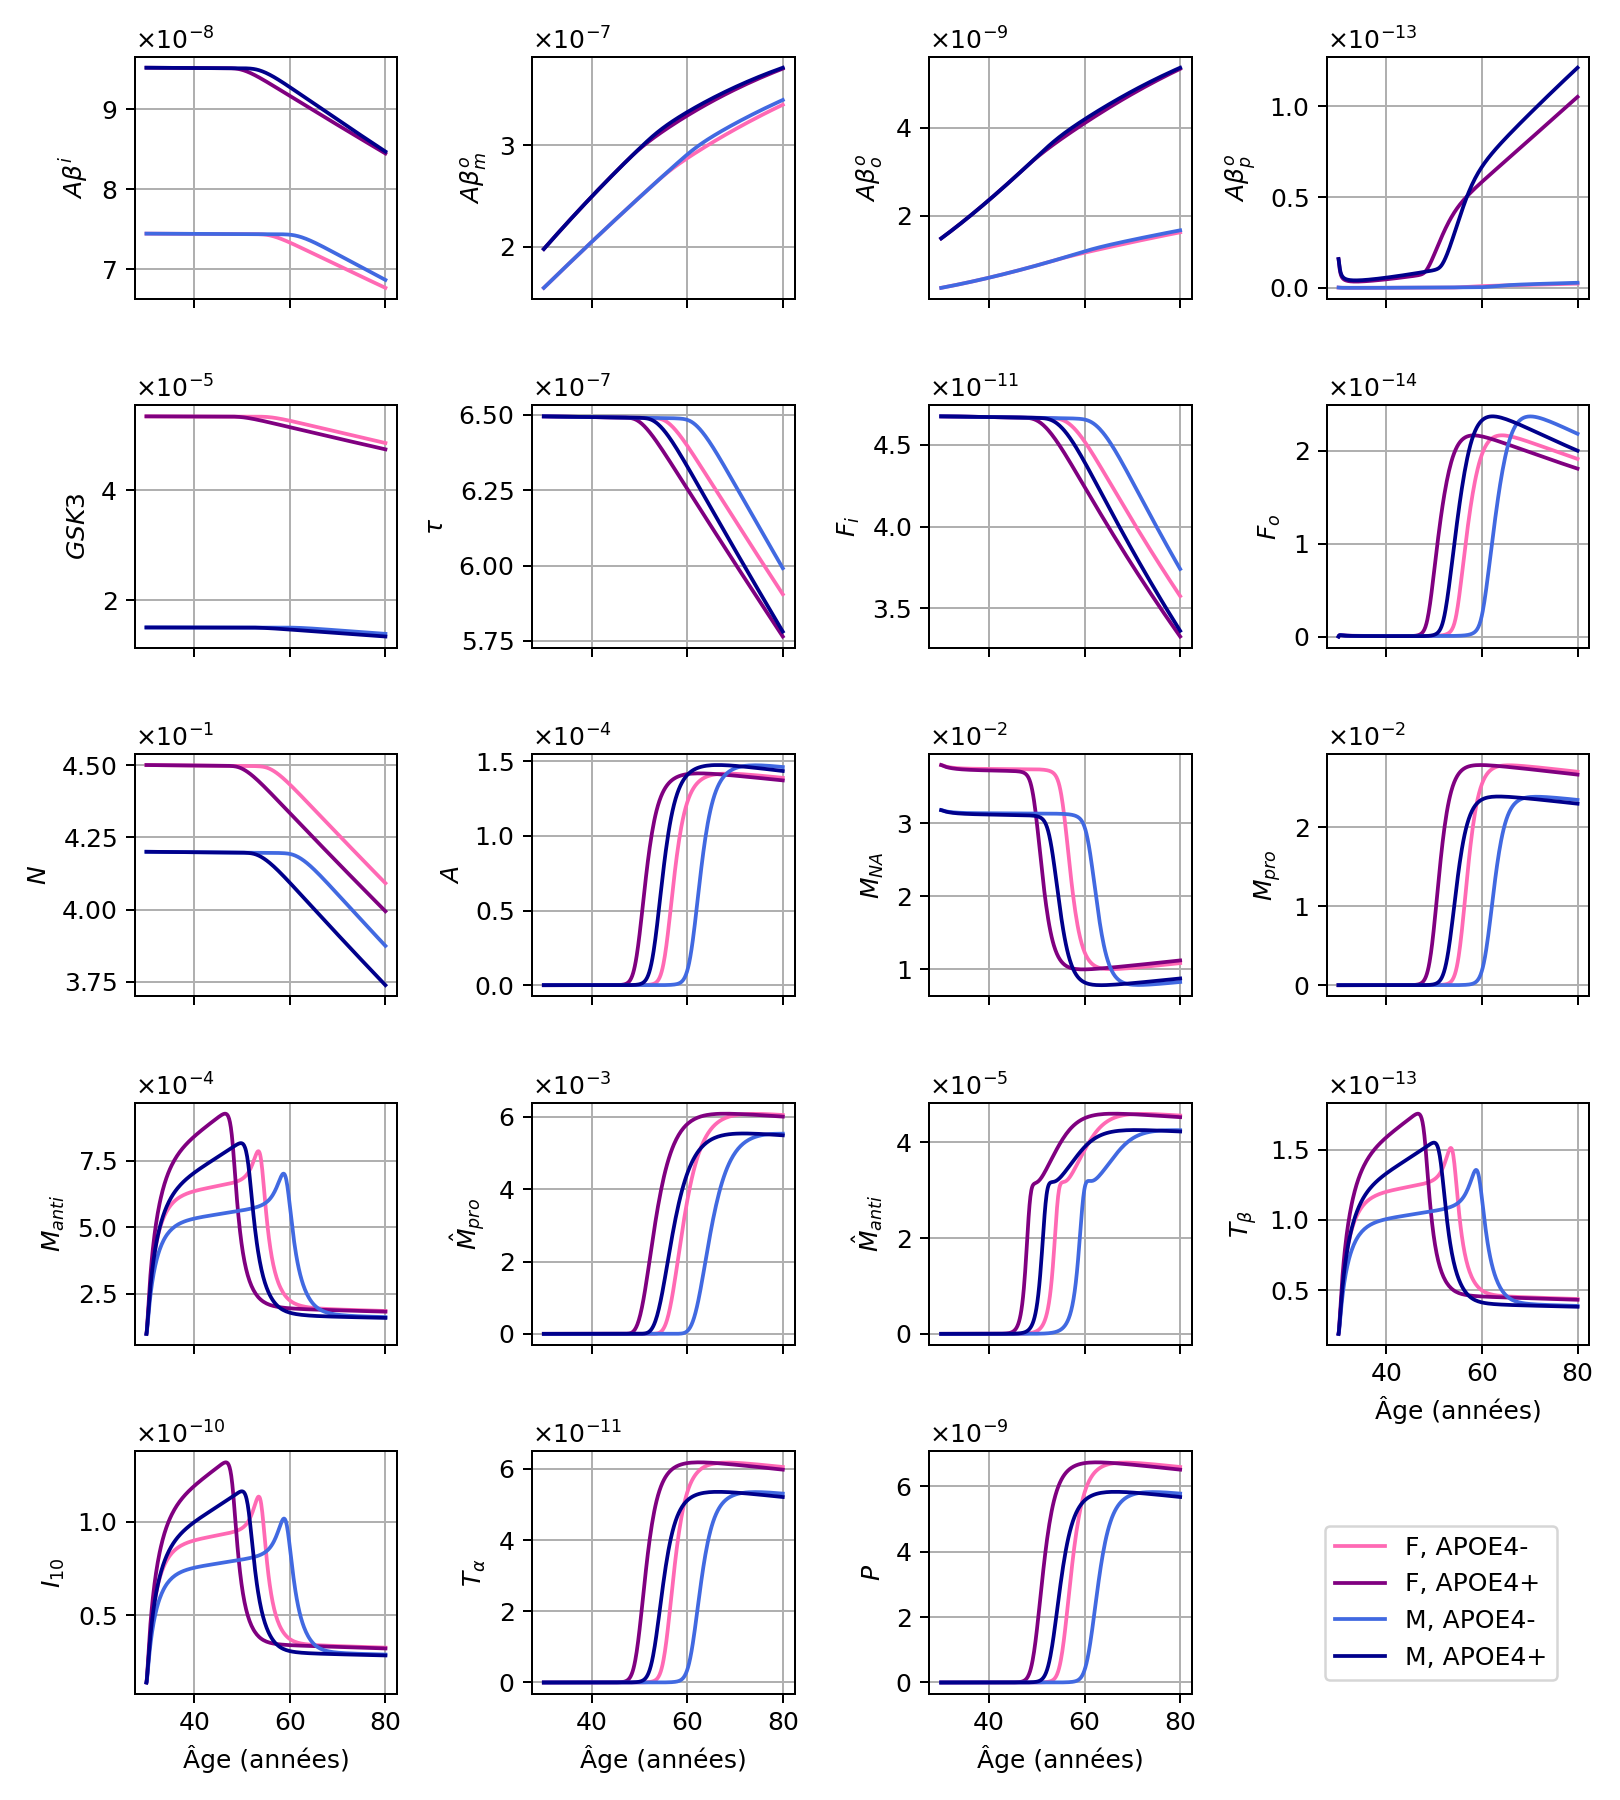 ×10⁻⁸ ×10⁻⁷ ×10⁻⁹ ×10⁻¹³
Aβⁱ 9 8 7
Aβₘᵒ 3 2
Aβₒᵒ 4 2
Aβₚᵒ 1.0 0.5 0.0
×10⁻⁵ ×10⁻⁷ ×10⁻¹¹ ×10⁻¹⁴
GSK3 4 2
τ 6.50 6.25 6.00 5.75
Fᵢ 4.5 4.0 3.5
Fₒ 2 1 0
×10⁻¹ ×10⁻⁴ ×10⁻² ×10⁻²
N 4.50 4.25 4.00 3.75
A 1.5 1.0 0.5 0.0
M_NA 3 2 1
M_pro 2 1 0
×10⁻⁴ ×10⁻³ ×10⁻⁵ ×10⁻¹³
M_anti 7.5 5.0 2.5
M̂_pro 6 4 2 0
M̂_anti 4 2 0
T_β 1.5 1.0 0.5
40 60 80
Âge (années)
×10⁻¹⁰ ×10⁻¹¹ ×10⁻⁹
I₁₀ 1.0 0.5
T_α 6 4 2 0
P 6 4 2 0
40 60 80 40 60 80 40 60 80
Âge (années) Âge (années) Âge (années)
F, APOE4-
F, APOE4+
M, APOE4-
M, APOE4+